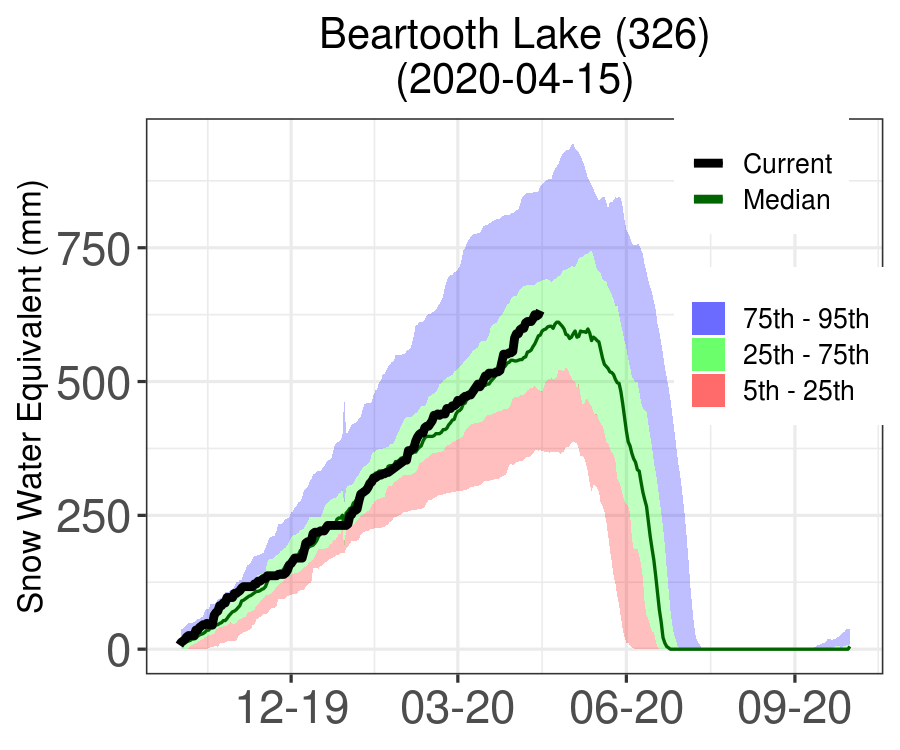 Beartooth Lake (326)
(2020-04-15)
Current
Median
75th - 95th
25th - 75th
5th - 25th
Snow Water Equivalent (mm)
750
500
250
0
12-19
03-20
06-20
09-20